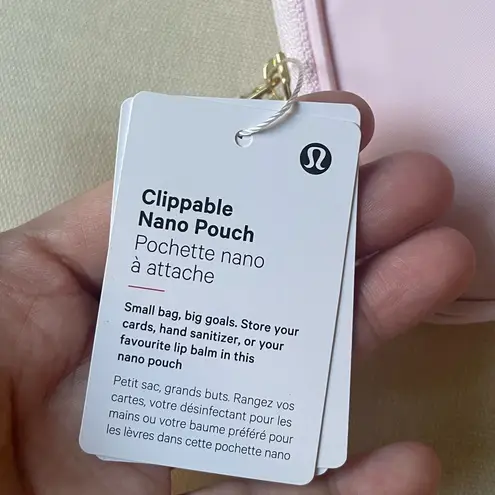 Clippable
Nano Pouch
Pochette nano
à attache
Small bag, big goals. Store your
cards, hand sanitizer, or your
favourite lip balm in this
nano pouch
Petit sac, grands buts. Rangez vos
cartes, votre désinfectant pour les
mains ou votre baume préféré pour
les lèvres dans cette pochette nano